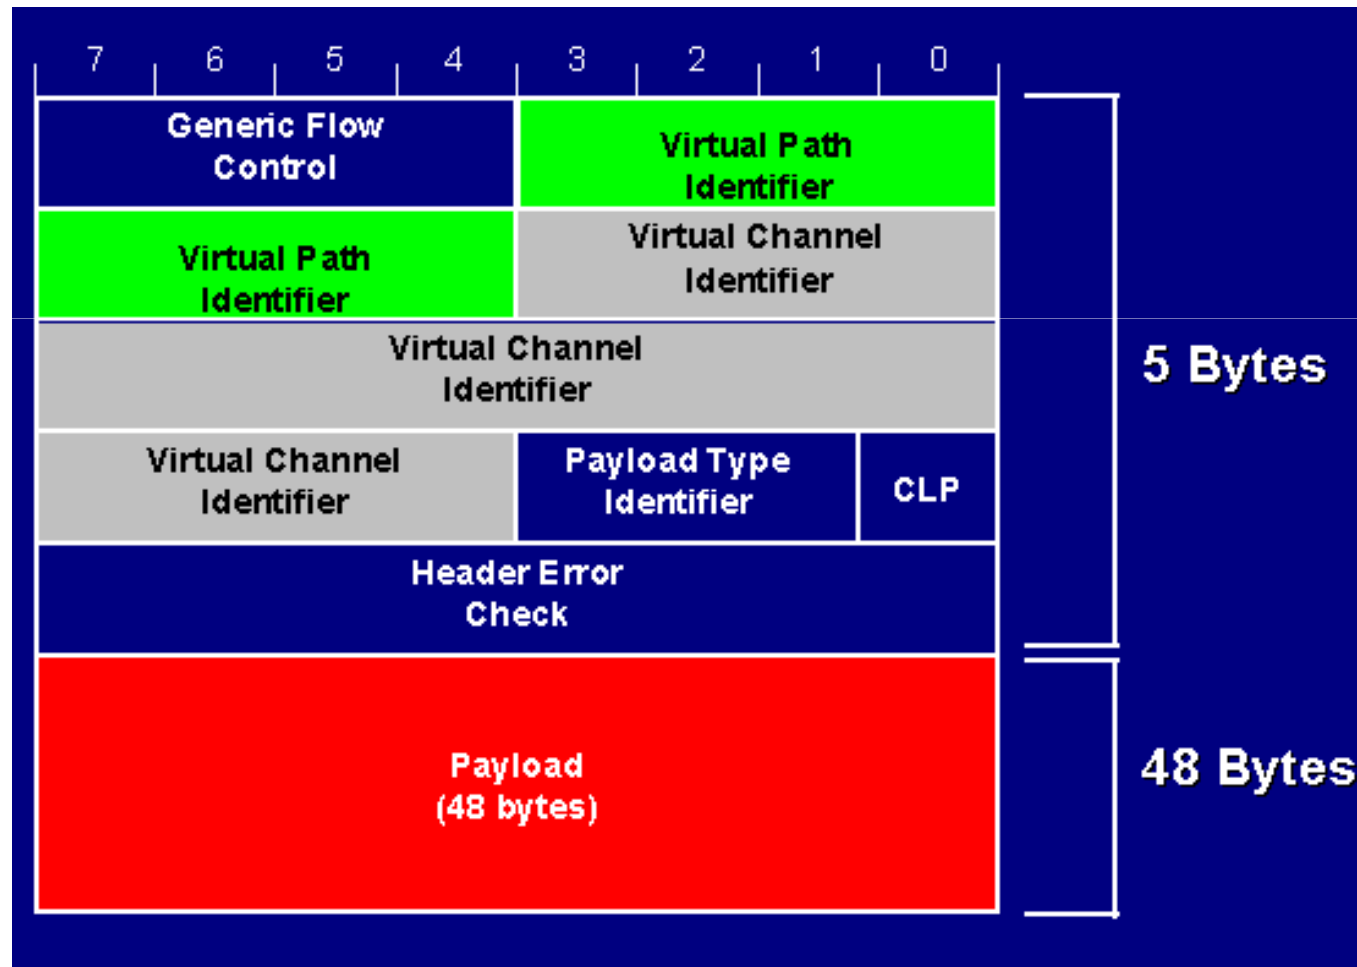 7 6 5 4 3 2 1 0
Generic Flow
Control
Virtual Path
Identifier
Virtual Path
Identifier
Virtual Channel
Identifier
Virtual Channel
Identifier
Virtual Channel
Identifier
Payload Type
Identifier
CLP
Header Error
Check
5 Bytes
Payload
(48 bytes)
48 Bytes